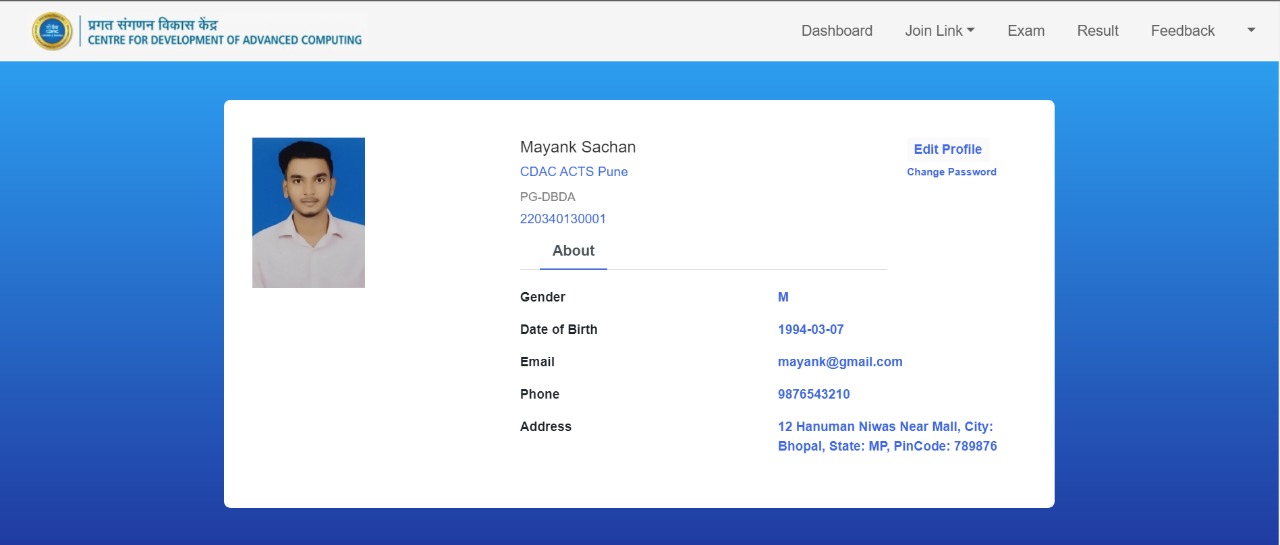 प्रगत संगणन विकास केंद्र
CENTRE FOR DEVELOPMENT OF ADVANCED COMPUTING
Dashboard Join Link Exam Result Feedback
Mayank Sachan
Edit Profile
CDAC ACTS Pune
Change Password
PG-DBDA
220340130001
About
Gender M
Date of Birth 1994-03-07
Email mayank@gmail.com
Phone 9876543210
Address 12 Hanuman Niwas Near Mall, City:
Bhopal, State: MP, PinCode: 789876